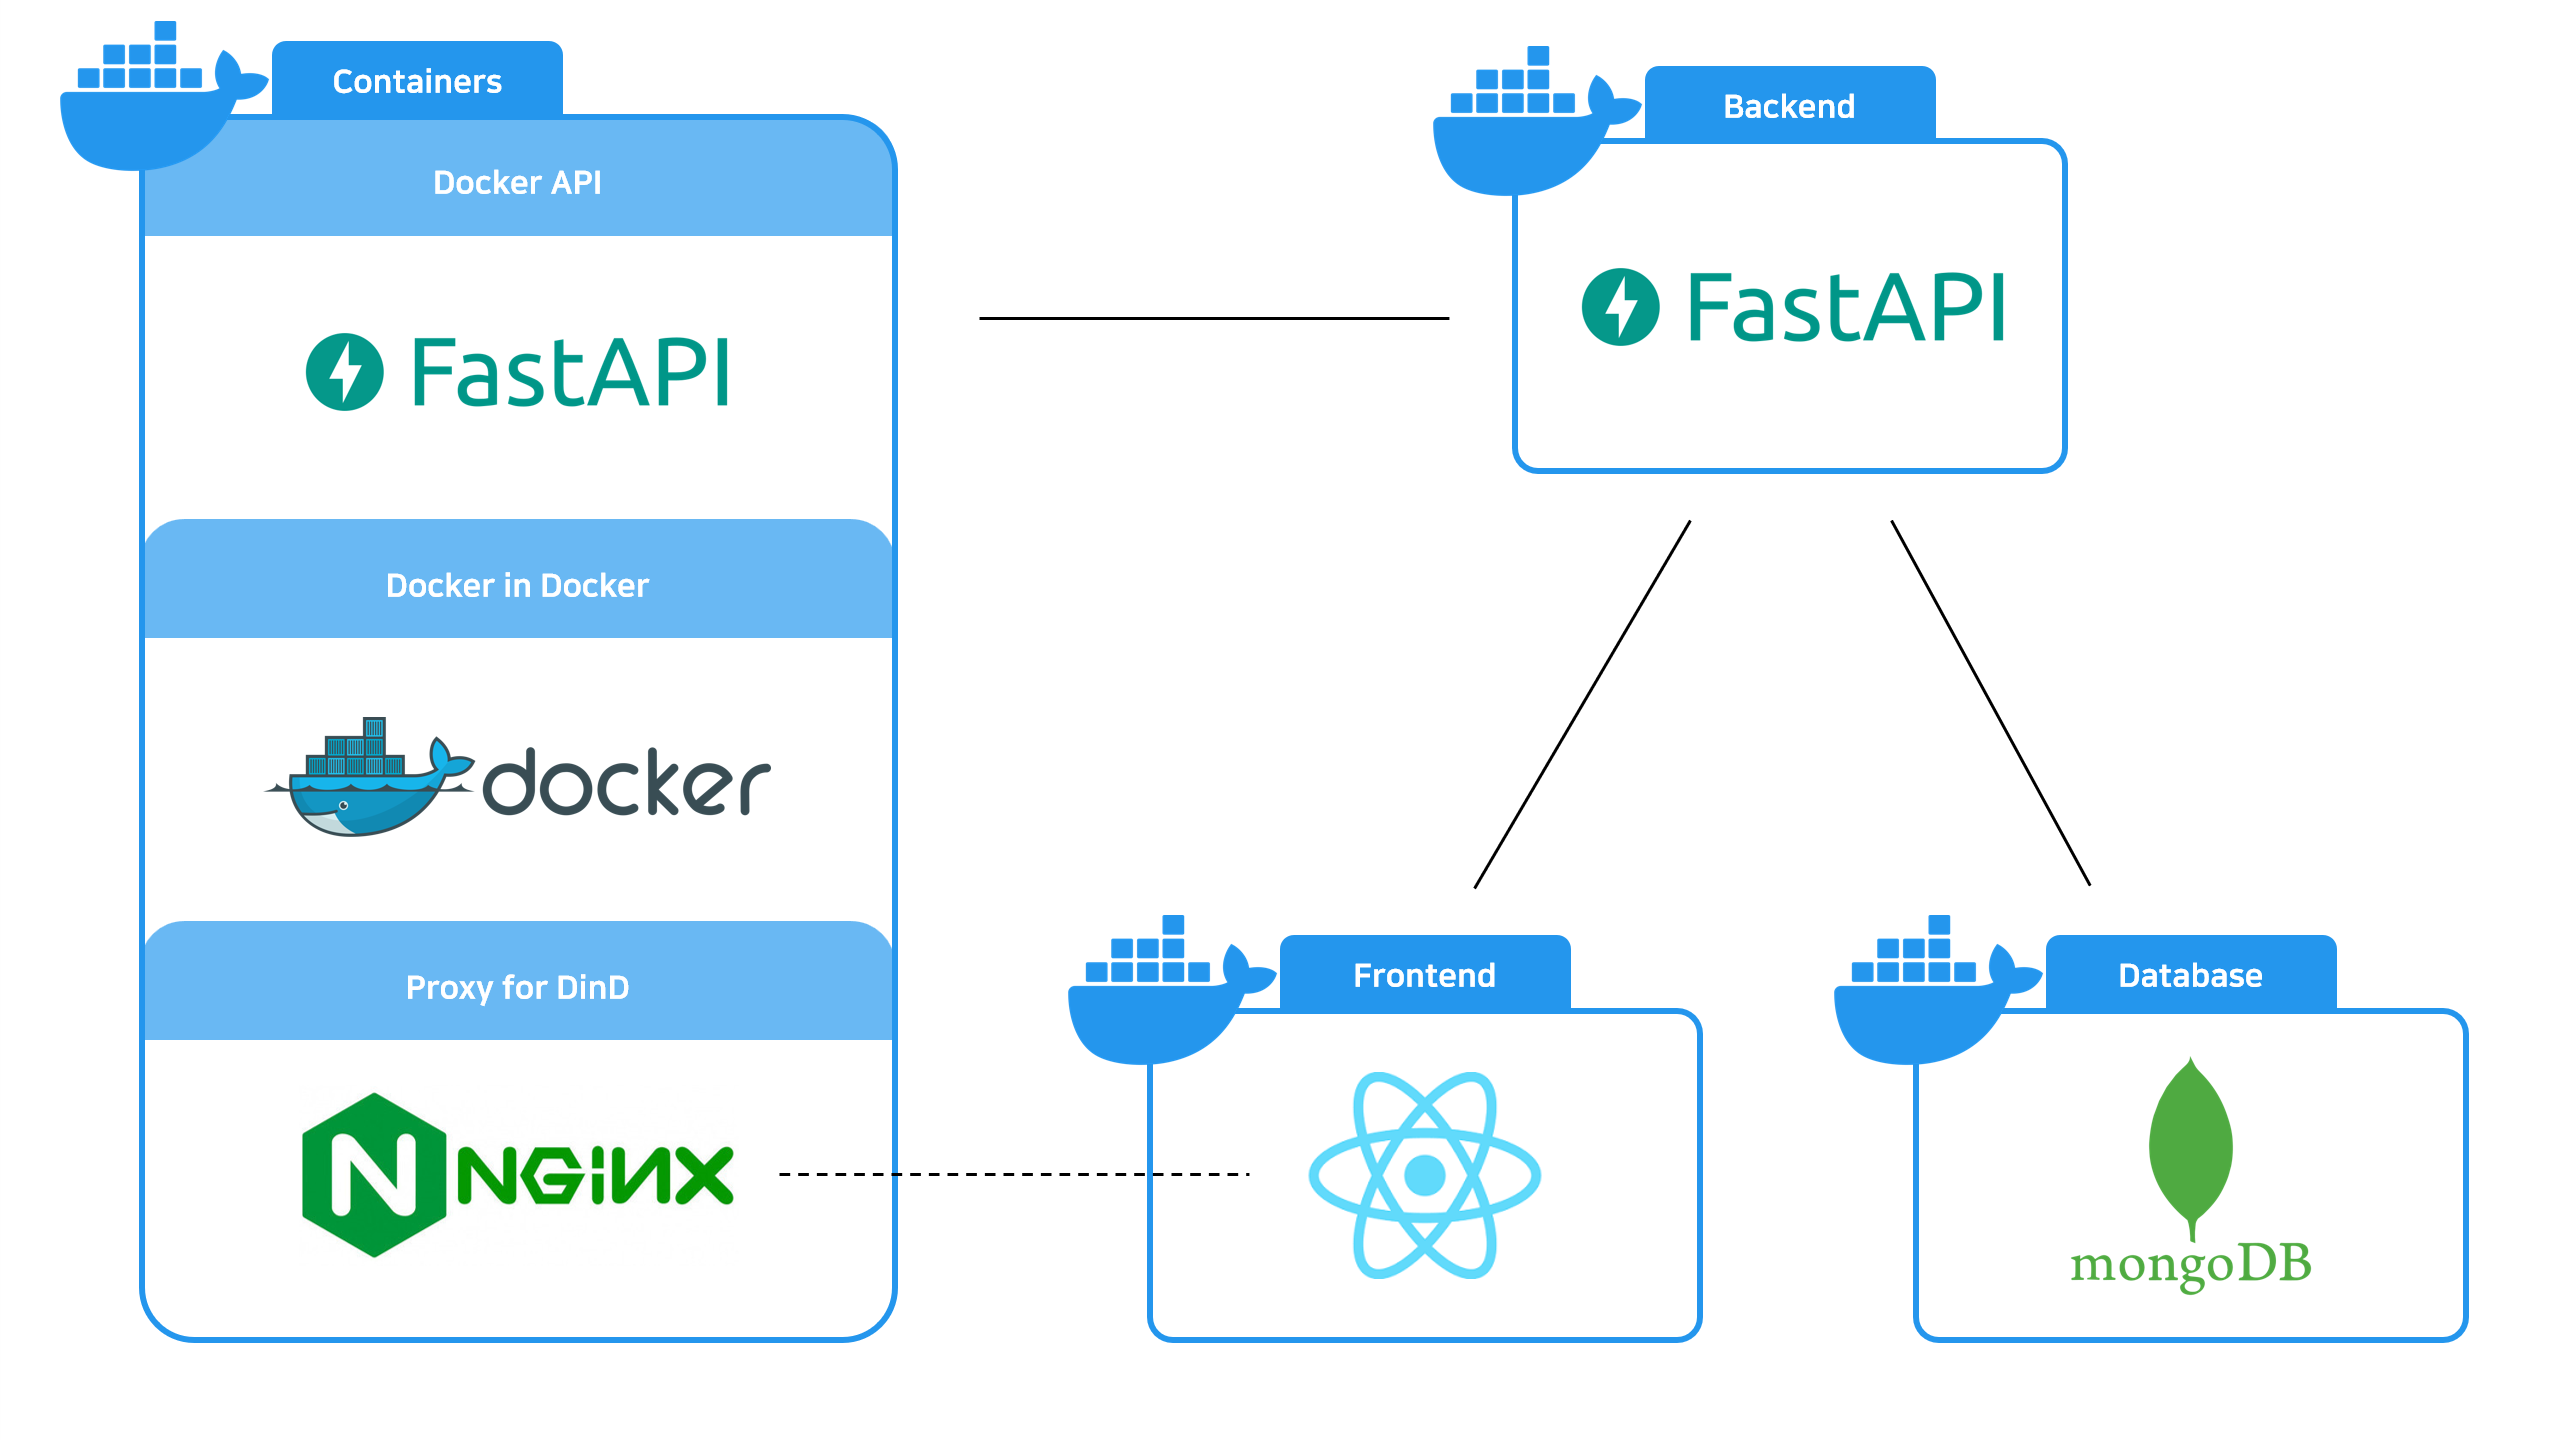 Containers
Docker API
FastAPI
Docker in Docker
docker
Proxy for DinD
N NGiNX
Backend
FastAPI
Frontend
Database
mongoDB